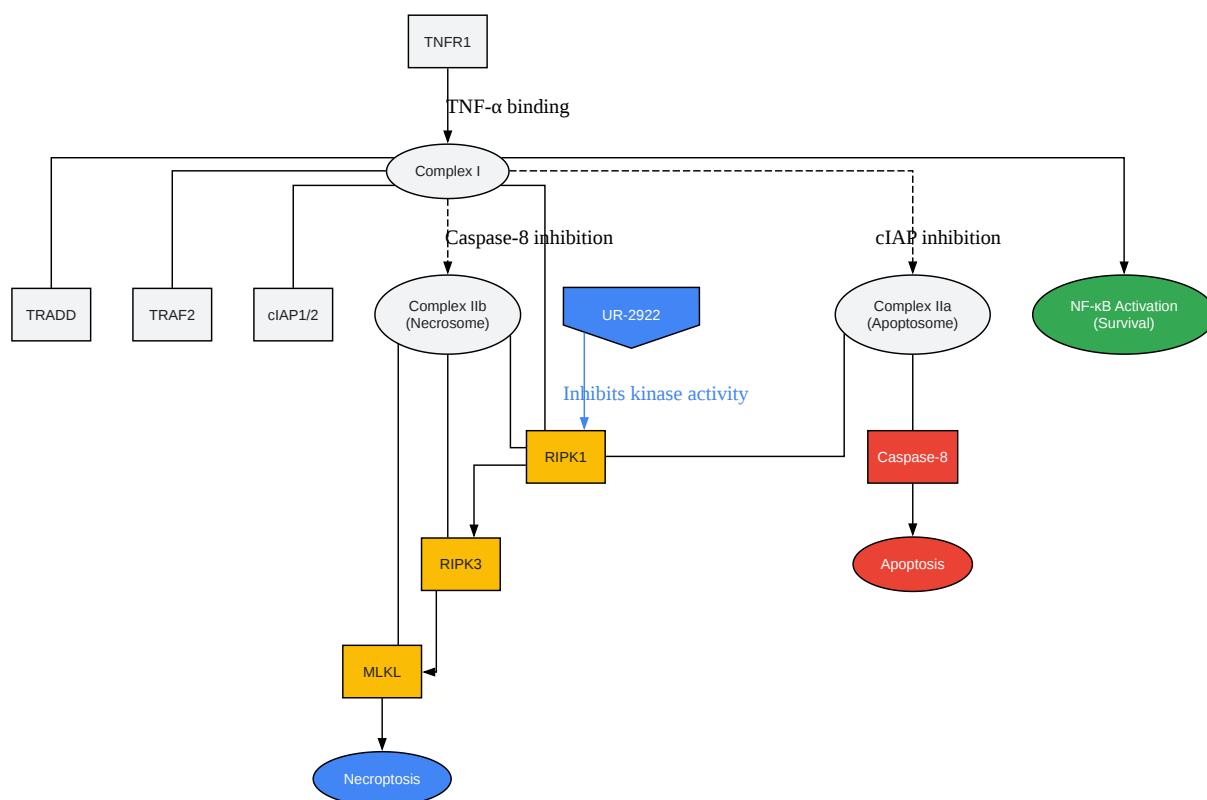 TNFR1
TNF-α binding
Complex I
Caspase-8 inhibition
cIAP inhibition
TRADD
TRAF2
cIAP1/2
Complex IIb
(Necrosome)
UR-2922
Complex IIa
(Apoptosome)
NF-κB Activation
(Survival)
Inhibits kinase activity
RIPK1
Caspase-8
RIPK3
Apoptosis
MLKL
Necroptosis